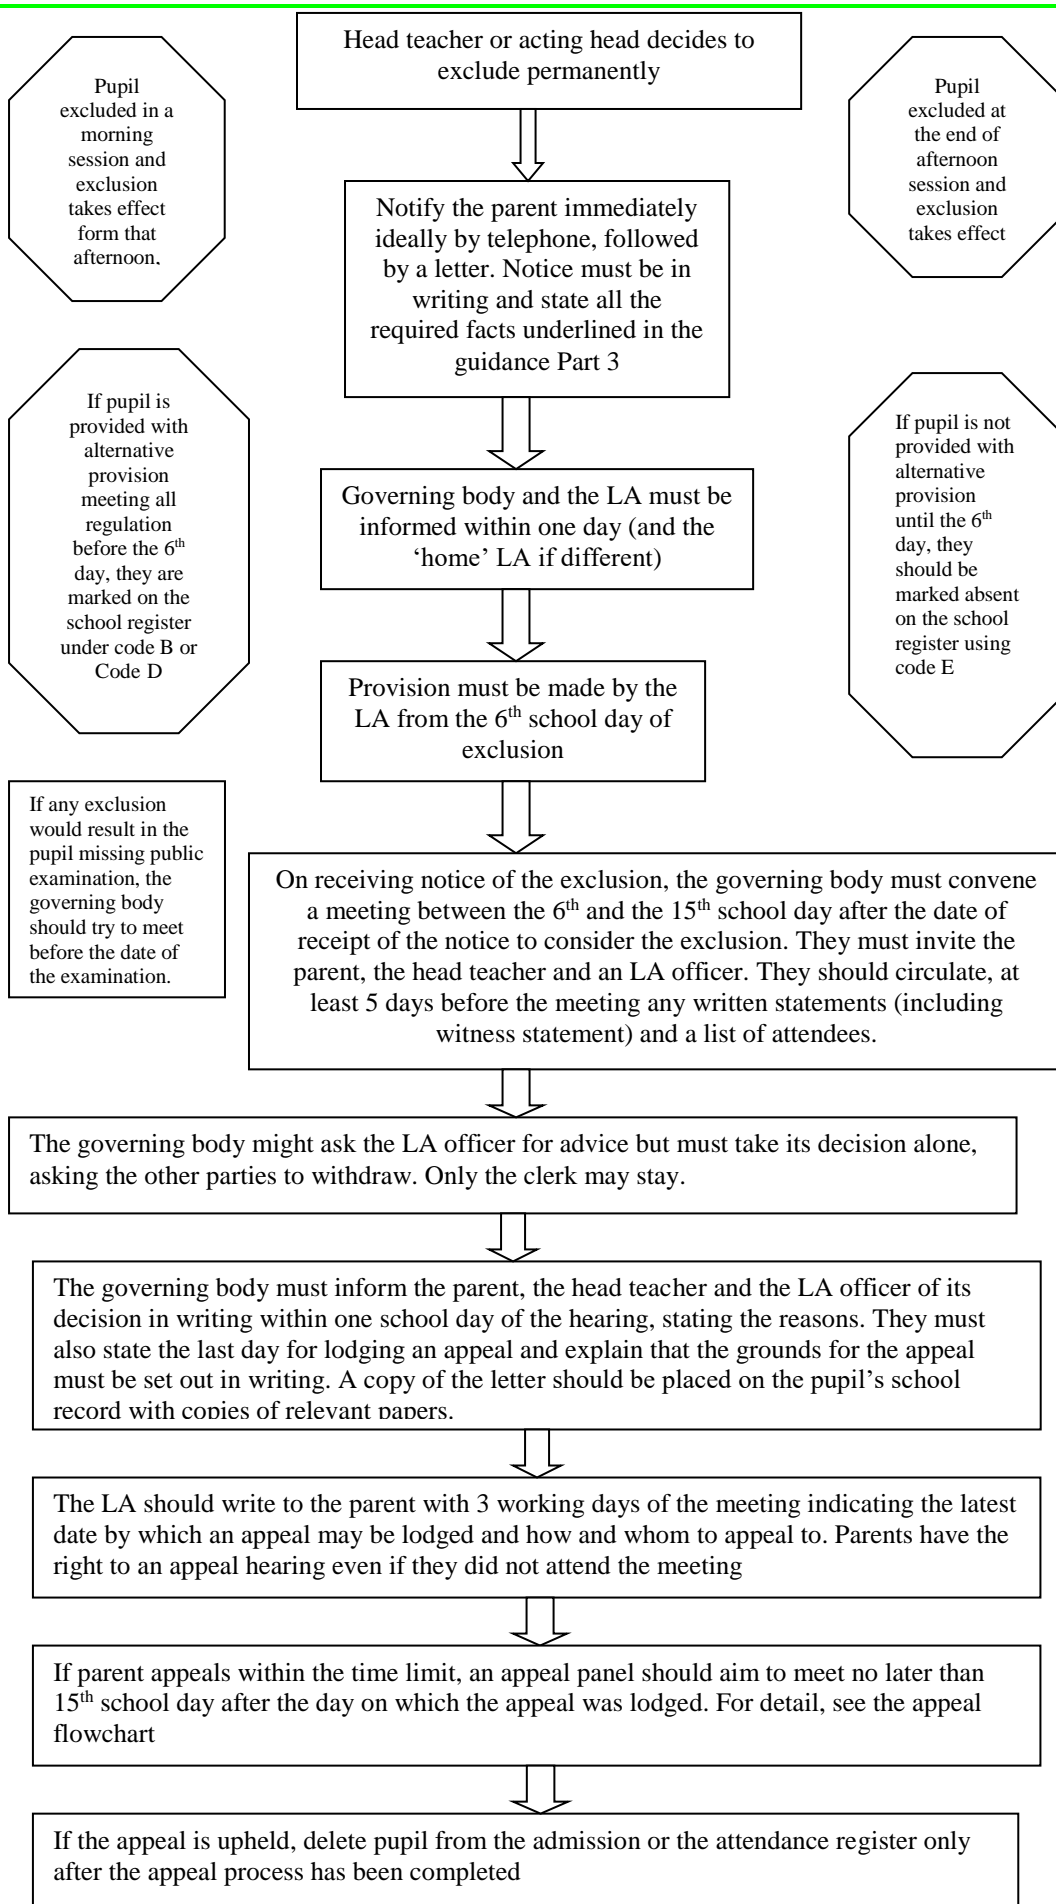 Head teacher or acting head decides to
exclude permanently
Pupil
excluded in a
morning
session and
exclusion
takes effect
form that
afternoon.
Pupil
excluded at
the end of
afternoon
session and
exclusion
takes effect
Notify the parent immediately
ideally by telephone, followed
by a letter. Notice must be in
writing and state all the
required facts underlined in the
guidance Part 3
If pupil is
provided with
alternative
provision
meeting all
regulation
before the 6th
day, they are
marked on the
school register
under code B or
Code D
If pupil is not
provided with
alternative
provision
until the 6th
day, they
should be
marked absent
on the school
register using
code E
Governing body and the LA must be
informed within one day (and the
‘home’ LA if different)
Provision must be made by the
LA from the 6th school day of
exclusion
If any exclusion
would result in the
pupil missing public
examination, the
governing body
should try to meet
before the date of
the examination.
On receiving notice of the exclusion, the governing body must convene
a meeting between the 6th and the 15th school day after the date of
receipt of the notice to consider the exclusion. They must invite the
parent, the head teacher and an LA officer. They should circulate, at
least 5 days before the meeting any written statements (including
witness statement) and a list of attendees.
The governing body might ask the LA officer for advice but must take its decision alone,
asking the other parties to withdraw. Only the clerk may stay.
The governing body must inform the parent, the head teacher and the LA officer of its
decision in writing within one school day of the hearing, stating the reasons. They must
also state the last day for lodging an appeal and explain that the grounds for the appeal
must be set out in writing. A copy of the letter should be placed on the pupil’s school
record with copies of relevant papers.
The LA should write to the parent with 3 working days of the meeting indicating the latest
date by which an appeal may be lodged and how and whom to appeal to. Parents have the
right to an appeal hearing even if they did not attend the meeting
If parent appeals within the time limit, an appeal panel should aim to meet no later than
15th school day after the day on which the appeal was lodged. For detail, see the appeal
flowchart
If the appeal is upheld, delete pupil from the admission or the attendance register only
after the appeal process has been completed